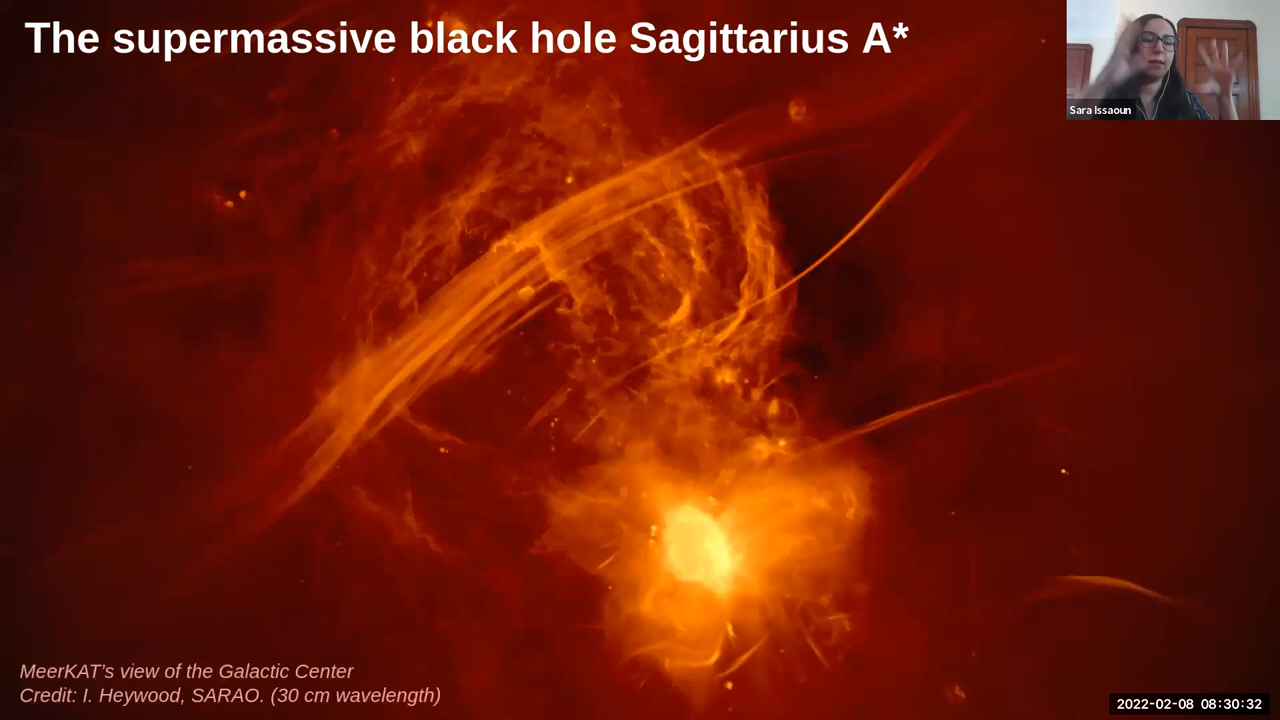 The supermassive black hole Sagittarius A*
Sara Issaoun
MeerKAT's view of the Galactic Center
Credit: I. Heywood, SARAO. (30 cm wavelength)
2022-02-08 08:30:32